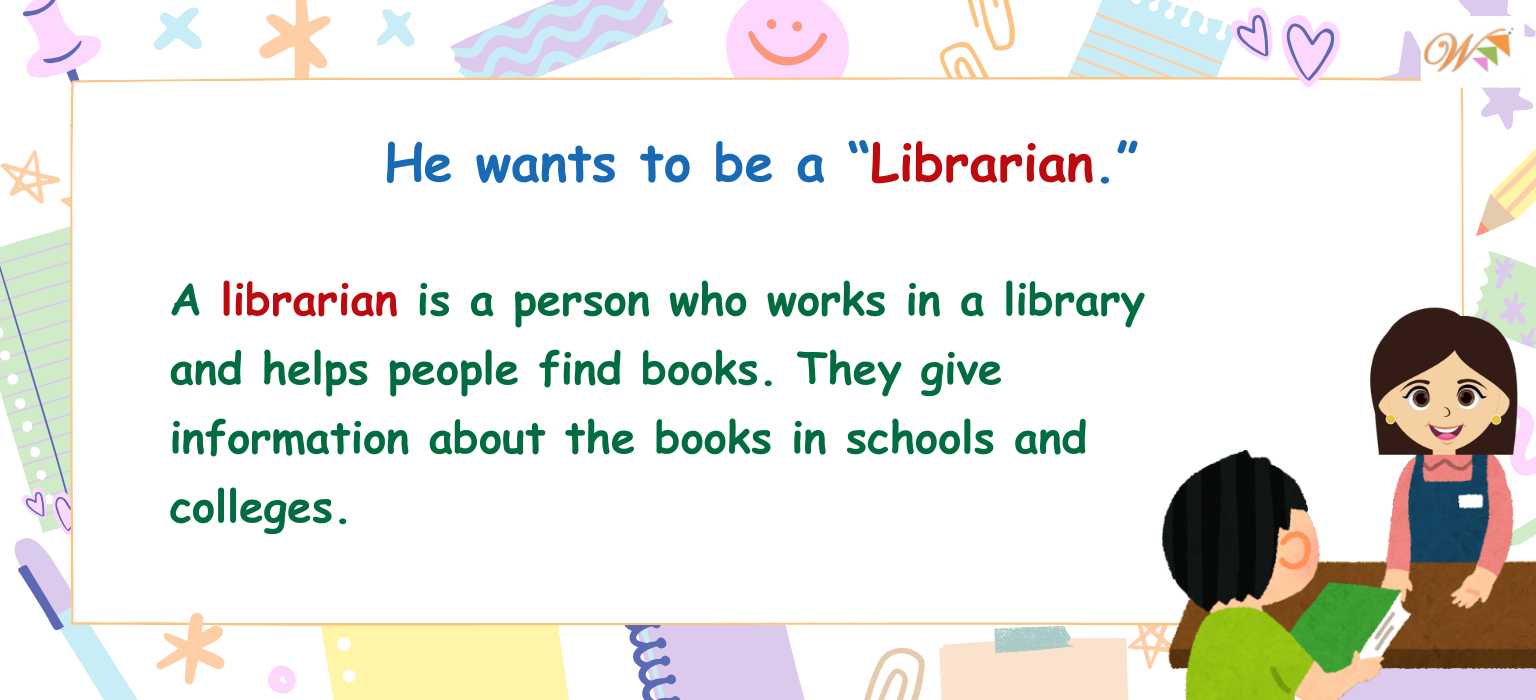 He wants to be a “Librarian.”
A librarian is a person who works in a library
and helps people find books. They give
information about the books in schools and
colleges.
W